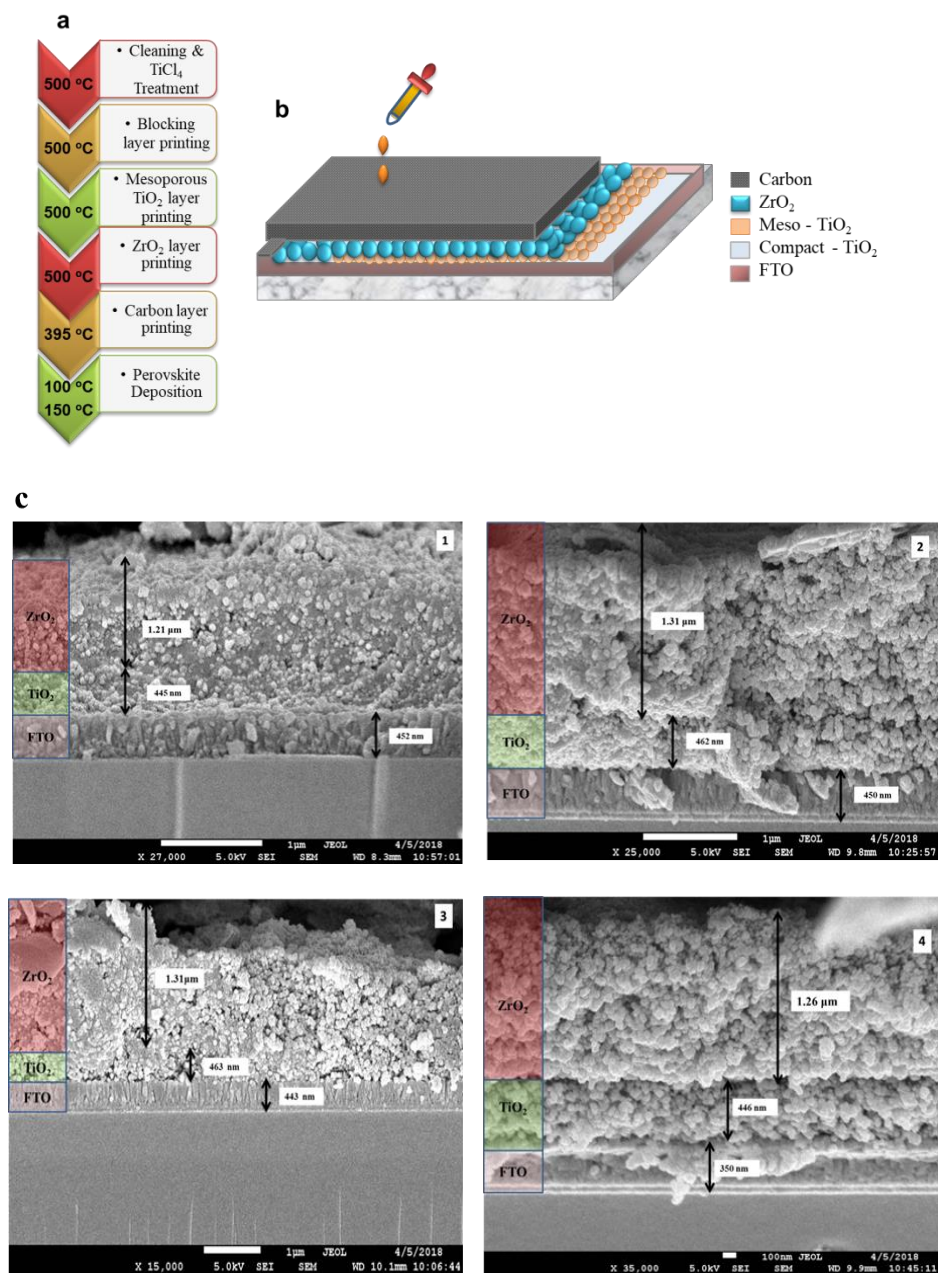 a
500 °C
• Cleaning &
TiCl4
Treatment
500 °C
• Blocking
layer printing
500 °C
• Mesoporous
TiO2 layer
printing
500 °C
• ZrO2 layer
printing
395 °C
• Carbon layer
printing
100 °C
150 °C
• Perovskite
Deposition
b
Carbon
ZrO2
Meso - TiO2
Compact - TiO2
FTO
c
1
ZrO2
TiO2
FTO
1.21 µm
445 nm
452 nm
1µm JEOL 4/5/2018
X 27,000 5.0kV SEI SEM WD 8.3mm 10:57:01
2
ZrO2
TiO2
FTO
1.31 µm
462 nm
450 nm
1µm JEOL 4/5/2018
X 25,000 5.0kV SEI SEM WD 9.8mm 10:25:57
3
ZrO2
TiO2
FTO
1.31µm
463 nm
443 nm
1µm JEOL 4/5/2018
X 15,000 5.0kV SEI SEM WD 10.1mm 10:06:44
4
ZrO2
TiO2
FTO
1.26 µm
446 nm
350 nm
100nm JEOL 4/5/2018
X 35,000 5.0kV SEI SEM WD 9.9mm 10:45:11